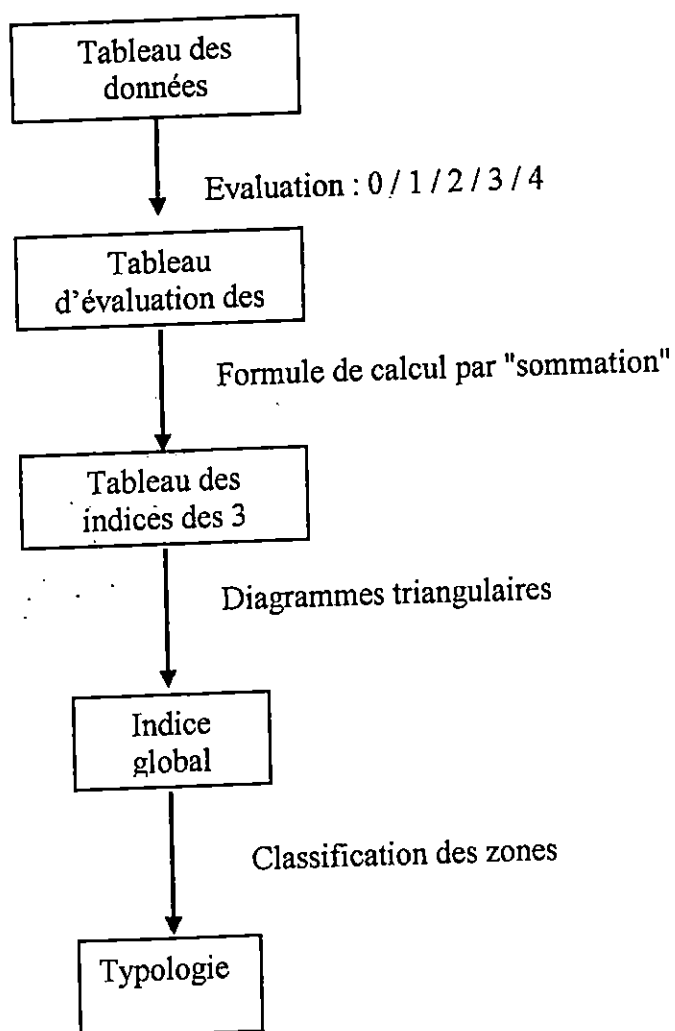 Tableau des
données
Evaluation : 0 / 1 / 2 / 3 / 4
Tableau
d'évaluation des
Formule de calcul par "sommation"
Tableau des
indices des 3
Diagrammes triangulaires
Indice
global
Classification des zones
Typologie